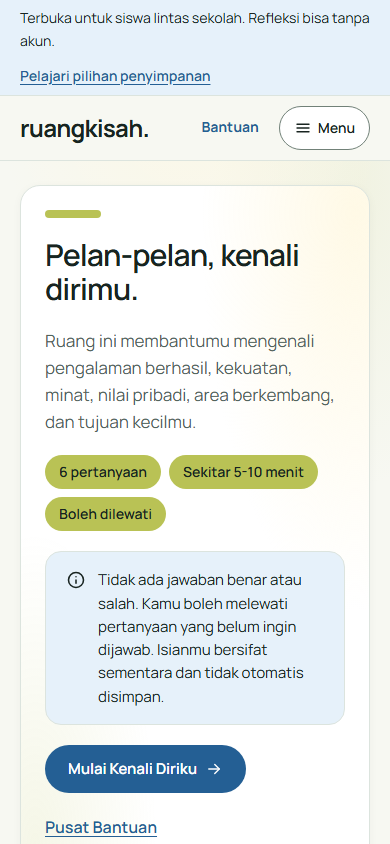 Terbuka untuk siswa lintas sekolah. Refleksi bisa tanpa
akun.
Pelajari pilihan penyimpanan
ruangkisah.
Bantuan
Menu
Pelan-pelan, kenali
dirimu.
Ruang ini membantumu mengenali
pengalaman berhasil, kekuatan,
minat, nilai pribadi, area berkembang,
dan tujuan kecilmu.
6 pertanyaan
Sekitar 5-10 menit
Boleh dilewati
Tidak ada jawaban benar atau
salah. Kamu boleh melewati
pertanyaan yang belum ingin
dijawab. Isianmu bersifat
sementara dan tidak otomatis
disimpan.
Mulai Kenali Diriku
Pusat Bantuan